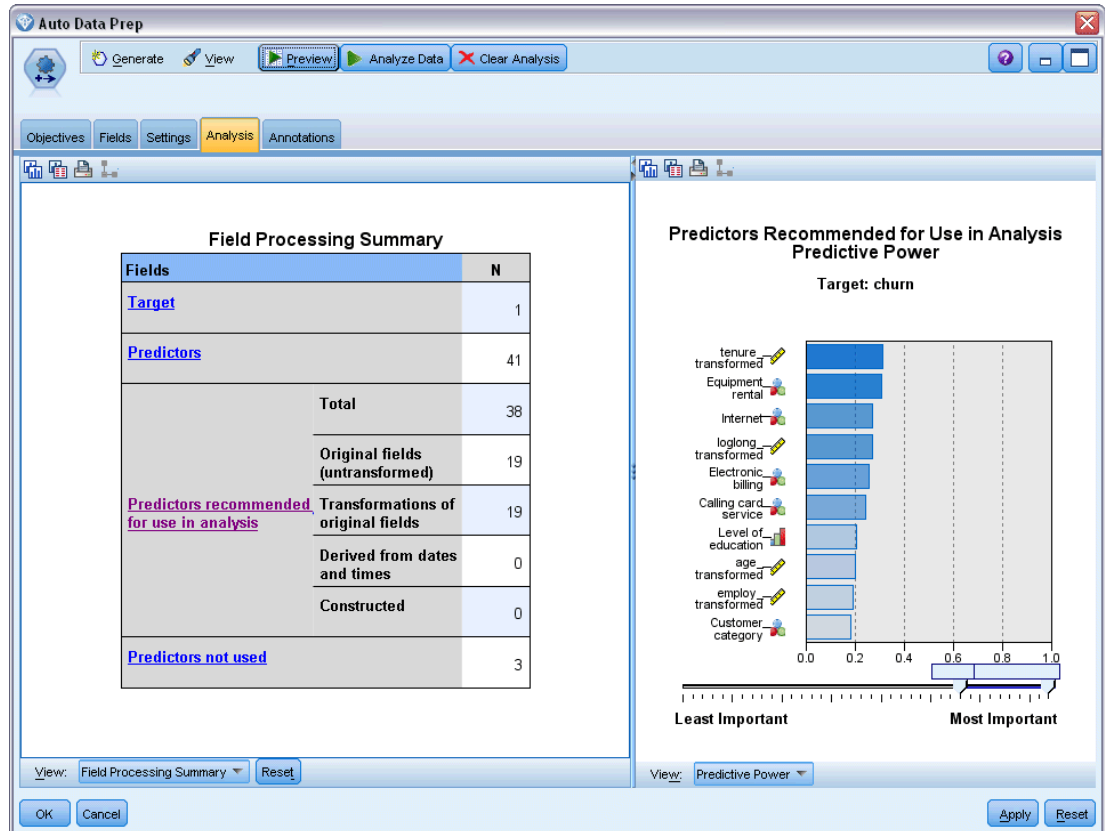 Auto Data Prep
Generate View Preview Analyze Data Clear Analysis
Objectives Fields Settings Analysis Annotations
Field Processing Summary
Fields N
Target 1
Predictors 41
Predictors recommended for use in analysis
Total 38
Original fields (untransformed) 19
Transformations of original fields 19
Derived from dates and times 0
Constructed 0
Predictors not used 3
View: Field Processing Summary Reset
Predictors Recommended for Use in Analysis
Predictive Power
Target: churn
tenure_
transformed
Equipment
rental
Internet
loglong_
transformed
Electronic
billing
Calling card
service
Level of
education
age_
transformed
employ_
transformed
Customer
category
0.0 0.2 0.4 0.6 0.8 1.0
Least Important Most Important
View: Predictive Power
OK Cancel Apply Reset